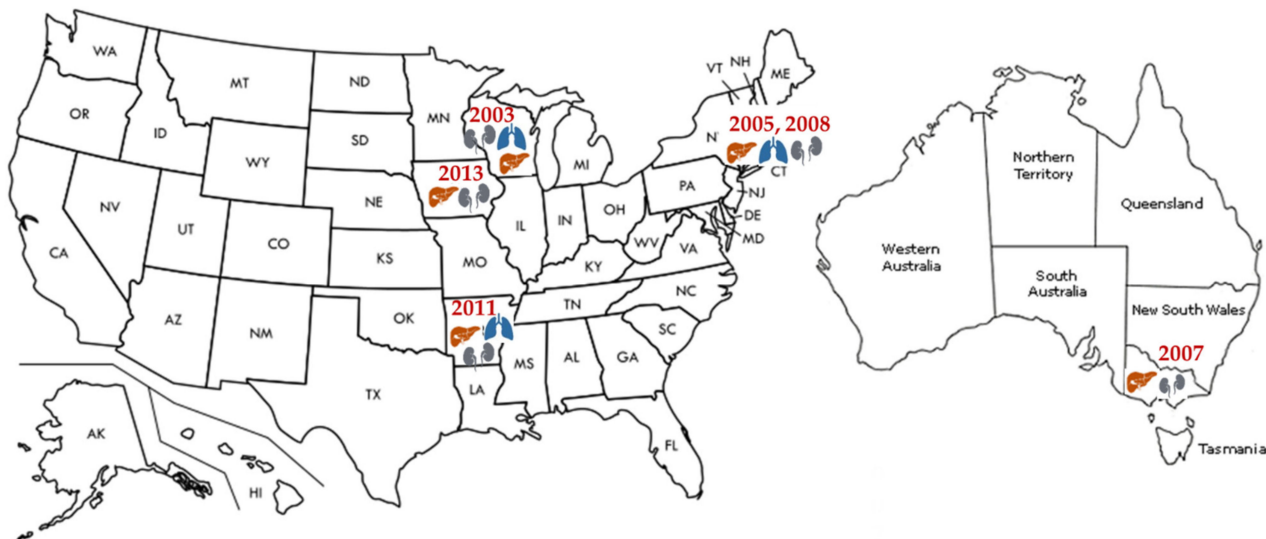 WA
OR
CA
NV
ID
MT
WY
UT
AZ
CO
NM
ND
SD
NE
KS
OK
TX
MN
2003
2013
MO
2011
LA
IL
MI
IN
OH
KY
TN
MS
AL
GA
FL
SC
NC
VA
WV
PA
VT
NH
ME
N
2005, 2008
CT
NJ
DE
MD
AK
HI
Western
Australia
Northern
Territory
South
Australia
Queensland
New South Wales
2007
Tasmania